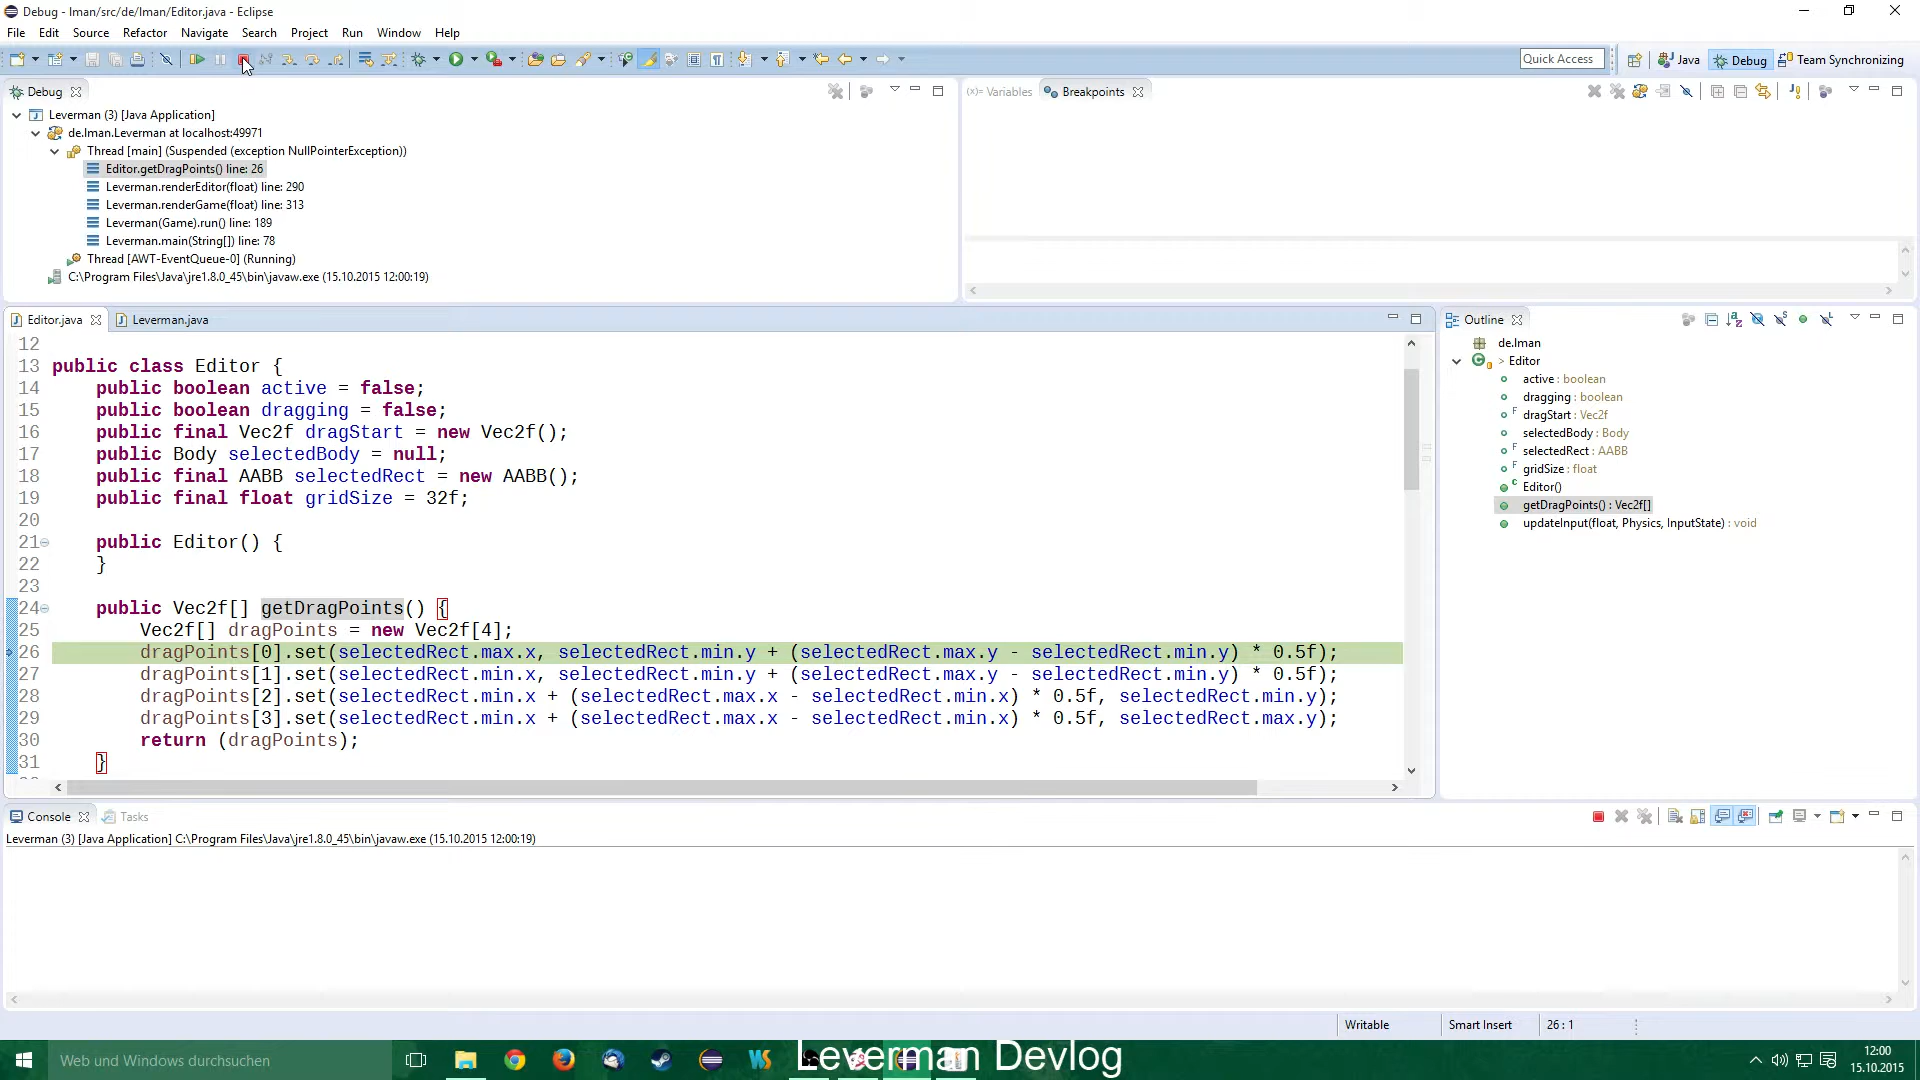 Debug - lman/src/de/lman/Editor.java - Eclipse
File Edit Source Refactor Navigate Search Project Run Window Help
Quick Access Java Debug Team Synchronizing
Debug
(x)= Variables Breakpoints
Leverman (3) [Java Application]
de.lman.Leverman at localhost:49971
Thread [main] (Suspended (exception NullPointerException))
Editor.getDragPoints() line: 26
Leverman.renderEditor(float) line: 290
Leverman.renderGame(float) line: 313
Leverman(Game).run() line: 189
Leverman.main(String[]) line: 78
Thread [AWT-EventQueue-0] (Running)
C:\Program Files\Java\jre1.8.0_45\bin\javaw.exe (15.10.2015 12:00:19)
Editor.java Leverman.java
12
13 public class Editor {
14 public boolean active = false;
15 public boolean dragging = false;
16 public final Vec2f dragStart = new Vec2f();
17 public Body selectedBody = null;
18 public final AABB selectedRect = new AABB();
19 public final float gridSize = 32f;
20
21 public Editor() {
22 }
23
24 public Vec2f[] getDragPoints() {
25 Vec2f[] dragPoints = new Vec2f[4];
26 dragPoints[0].set(selectedRect.max.x, selectedRect.min.y + (selectedRect.max.y - selectedRect.min.y) * 0.5f);
27 dragPoints[1].set(selectedRect.min.x, selectedRect.min.y + (selectedRect.max.y - selectedRect.min.y) * 0.5f);
28 dragPoints[2].set(selectedRect.min.x + (selectedRect.max.x - selectedRect.min.x) * 0.5f, selectedRect.min.y);
29 dragPoints[3].set(selectedRect.min.x + (selectedRect.max.x - selectedRect.min.x) * 0.5f, selectedRect.max.y);
30 return (dragPoints);
31 }
Outline
de.lman
> Editor
active : boolean
dragging : boolean
dragStart : Vec2f
selectedBody : Body
selectedRect : AABB
gridSize : float
Editor()
getDragPoints() : Vec2f[]
updateInput(float, Physics, InputState) : void
Console Tasks
Leverman (3) [Java Application] C:\Program Files\Java\jre1.8.0_45\bin\javaw.exe (15.10.2015 12:00:19)
Writable Smart Insert 26 : 1
Web und Windows durchsuchen
Leverman Devlog
12:00
15.10.2015